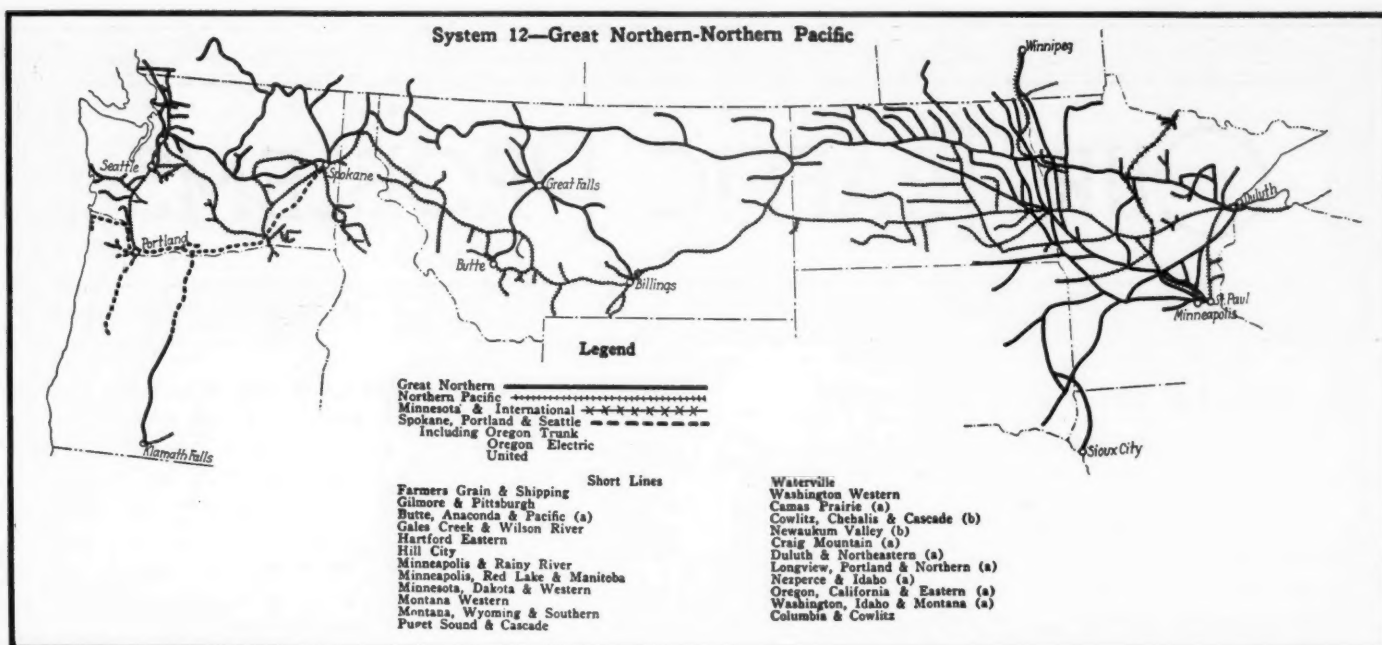 System 12—Great Northern-Northern Pacific
Winnipeg
Seattle
Spokane
Great Falls
Duluth
Portland
Butte
Billings
St. Paul
Minneapolis
Klamath Falls
Sioux City
Legend
Great Northern
Northern Pacific
Minnesota & International
Spokane, Portland & Seattle
Including Oregon Trunk
Oregon Electric
United
Short Lines
Farmers Grain & Shipping
Gilmore & Pittsburgh
Butte, Anaconda & Pacific (a)
Gales Creek & Wilson River
Hartford Eastern
Hill City
Minneapolis & Rainy River
Minneapolis, Red Lake & Manitoba
Minnesota, Dakota & Western
Montana Western
Montana, Wyoming & Southern
Puget Sound & Cascade
Waterville
Washington Western
Camas Prairie (a)
Cowlitz, Chehalis & Cascade (b)
Newaukum Valley (b)
Craig Mountain (a)
Duluth & Northeastern (a)
Longview, Portland & Northern (a)
Nezperce & Idaho (a)
Oregon, California & Eastern (a)
Washington, Idaho & Montana (a)
Columbia & Cowlitz